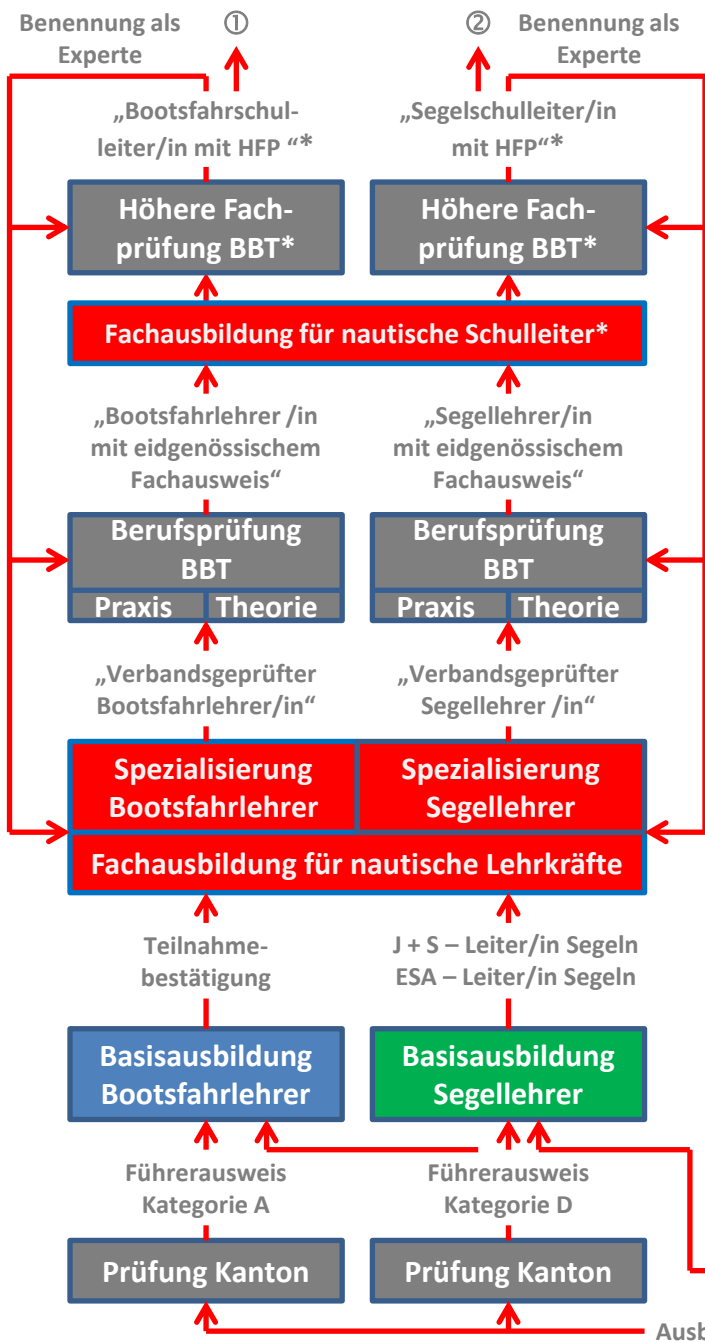 Benennung als ① ② Benennung als
Experte Experte
„Bootsfahrschul- „Segelschulleiter/in
leiter/in mit HFP “* mit HFP“*
Höhere Fach- Höhere Fach-
prüfung BBT* prüfung BBT*
Fachausbildung für nautische Schulleiter*
„Bootsfahrlehrer /in „Segellehrer/in
mit eidgenössischem mit eidgenössischem
Fachausweis“ Fachausweis“
Berufsprüfung Berufsprüfung
BBT BBT
Praxis Theorie Praxis Theorie
„Verbandsgeprüfter „Verbandsgeprüfter
Bootsfahrlehrer/in“ Segellehrer /in“
Spezialisierung Spezialisierung
Bootsfahrlehrer Segellehrer
Fachausbildung für nautische Lehrkräfte
Teilnahme- J + S – Leiter/in Segeln
bestätigung ESA – Leiter/in Segeln
Basisausbildung Basisausbildung
Bootsfahrlehrer Segellehrer
Führerausweis Führerausweis
Kategorie A Kategorie D
Prüfung Kanton Prüfung Kanton
Ausb